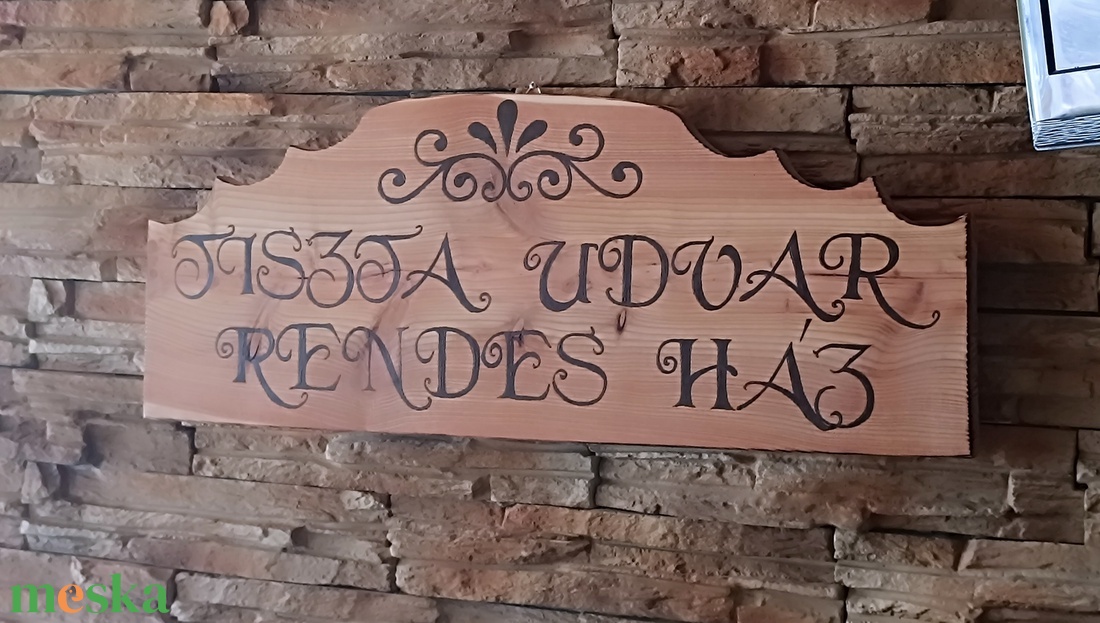 TISZTA UDVAR
RENDES HÁZ
meska